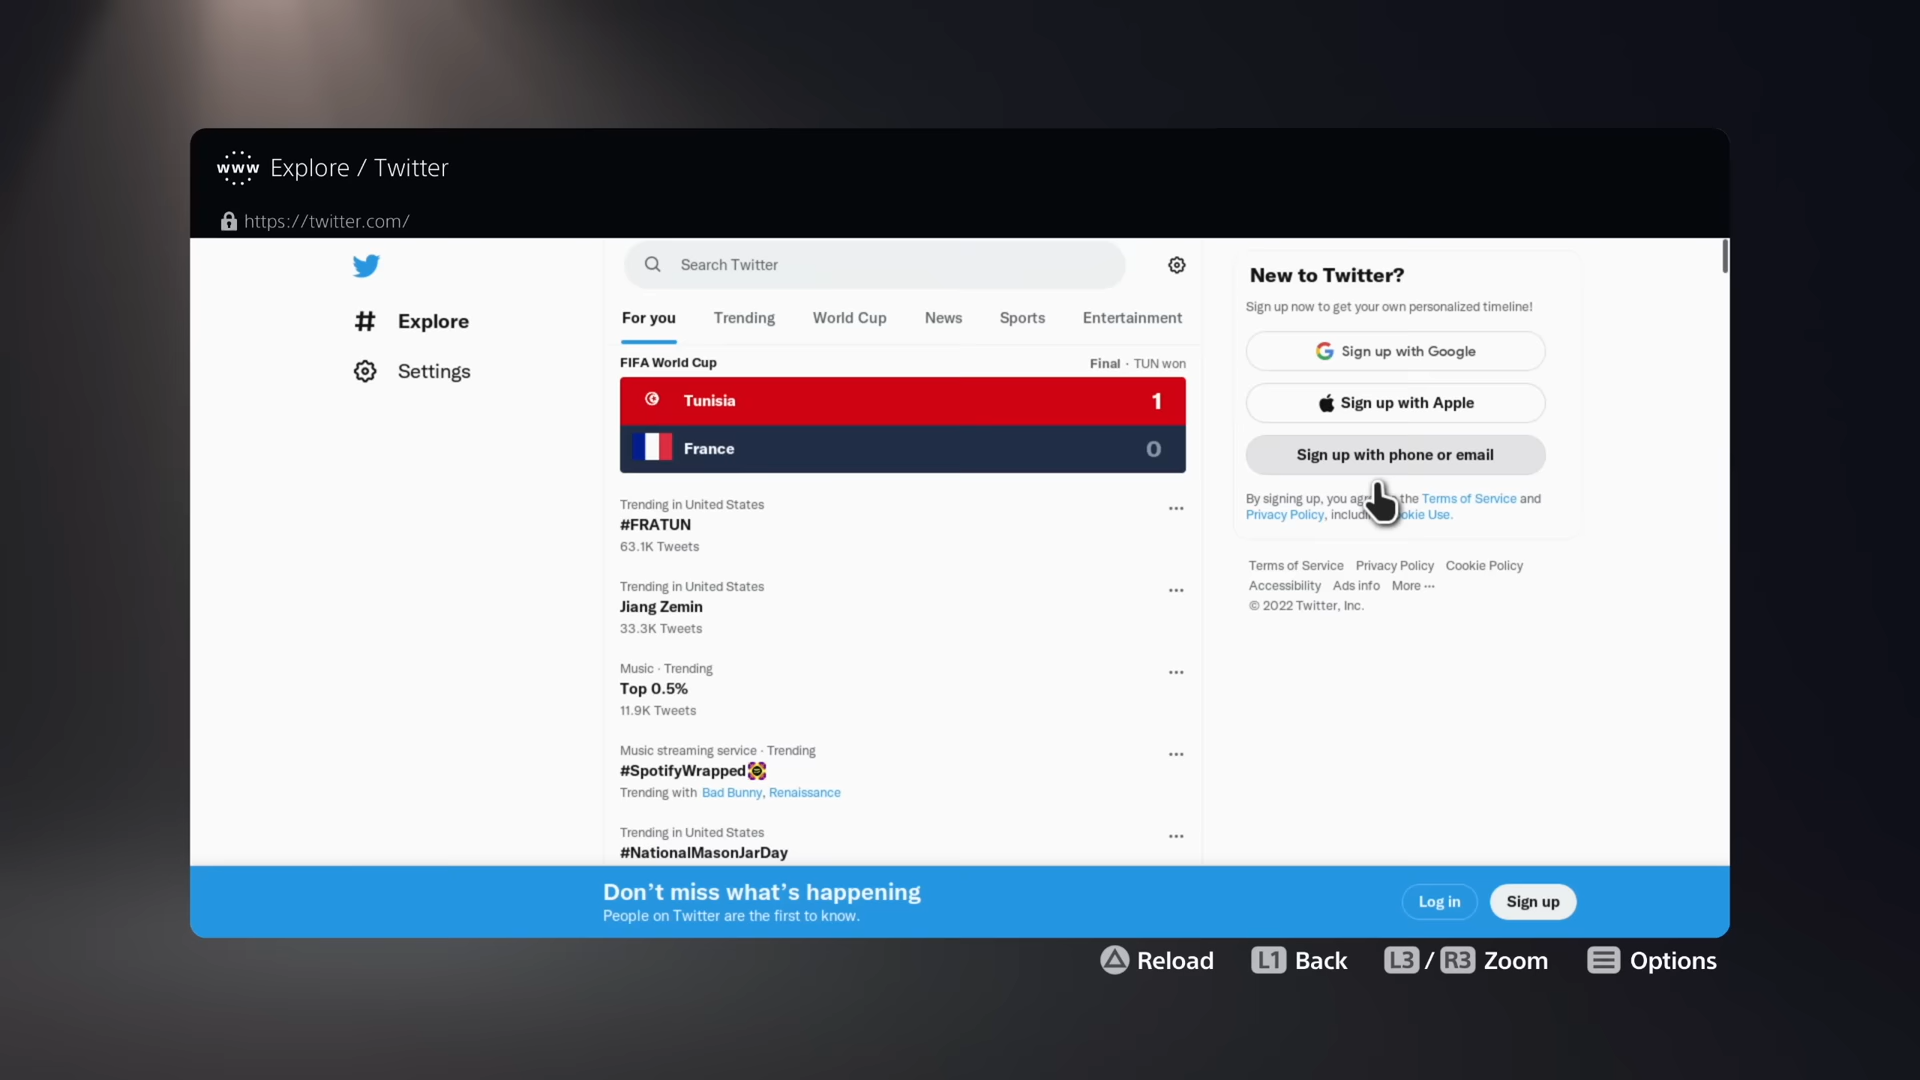 www Explore / Twitter
https://twitter.com/
Explore
Settings
Search Twitter
For you Trending World Cup News Sports Entertainment
FIFA World Cup Final · TUN won
Tunisia 1
France 0
Trending in United States
#FRATUN
63.1K Tweets
Trending in United States
Jiang Zemin
33.3K Tweets
Music · Trending
Top 0.5%
11.9K Tweets
Music streaming service · Trending
#SpotifyWrapped
Trending with Bad Bunny, Renaissance
Trending in United States
#NationalMasonJarDay
New to Twitter?
Sign up now to get your own personalized timeline!
Sign up with Google
Sign up with Apple
Sign up with phone or email
By signing up, you the Terms of Service and
Privacy Policy, Use.
Terms of Service Privacy Policy Cookie Policy
Accessibility Ads info More ···
© 2022 Twitter, Inc.
Don't miss what's happening
People on Twitter are the first to know.
Log in Sign up
Reload L1 Back L3 / R3 Zoom Options